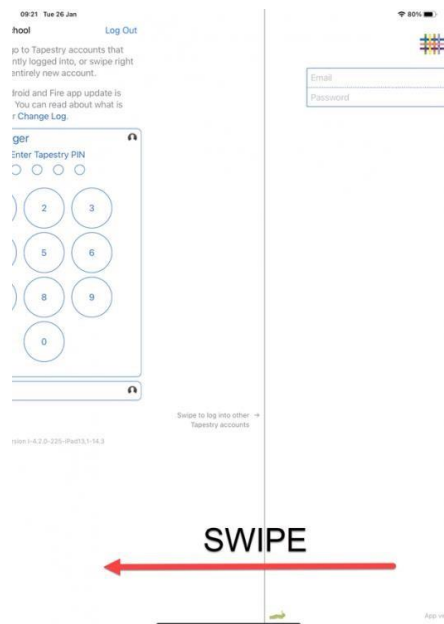 09:21 Tue 26 Jan
80%
hool
Log Out
go to Tapestry accounts that
ntly logged into, or swipe right
entirely new account.
droid and Fire app update is
You can read about what is
r Change Log.
ger
Enter Tapestry PIN
2
3
5
6
8
9
0
Swipe to log into other →
Tapestry accounts
rsion I-4.2.0-225-iPad13,1-14.3
Email
Password
SWIPE
App ve